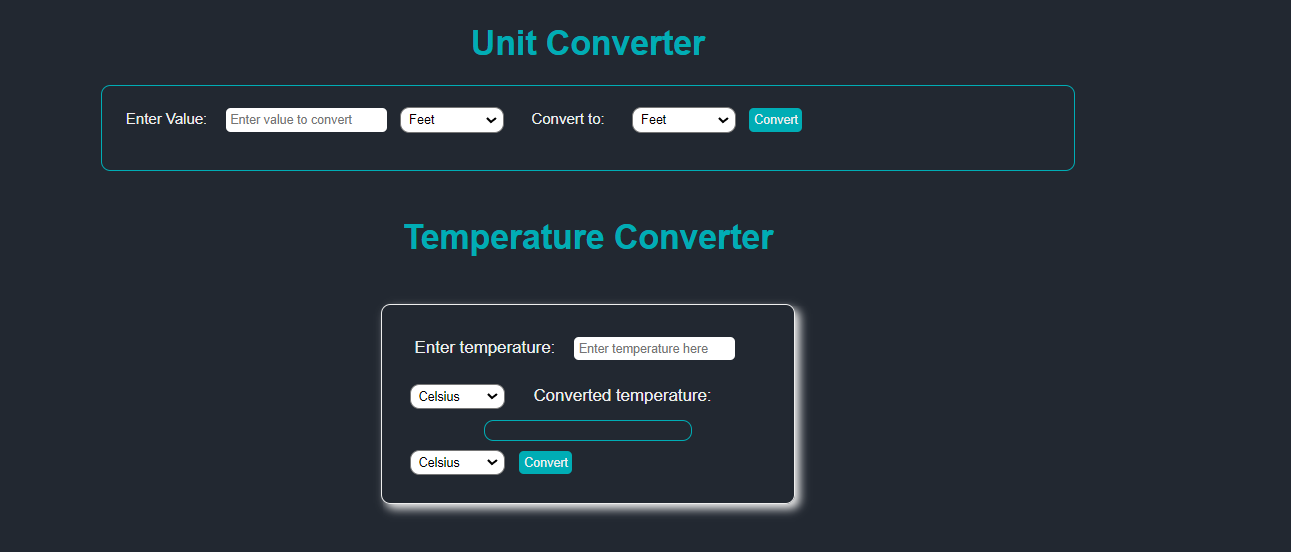 Unit Converter
Enter Value: Enter value to convert Feet Convert to: Feet Convert
Temperature Converter
Enter temperature: Enter temperature here
Celsius Converted temperature:
Celsius Convert